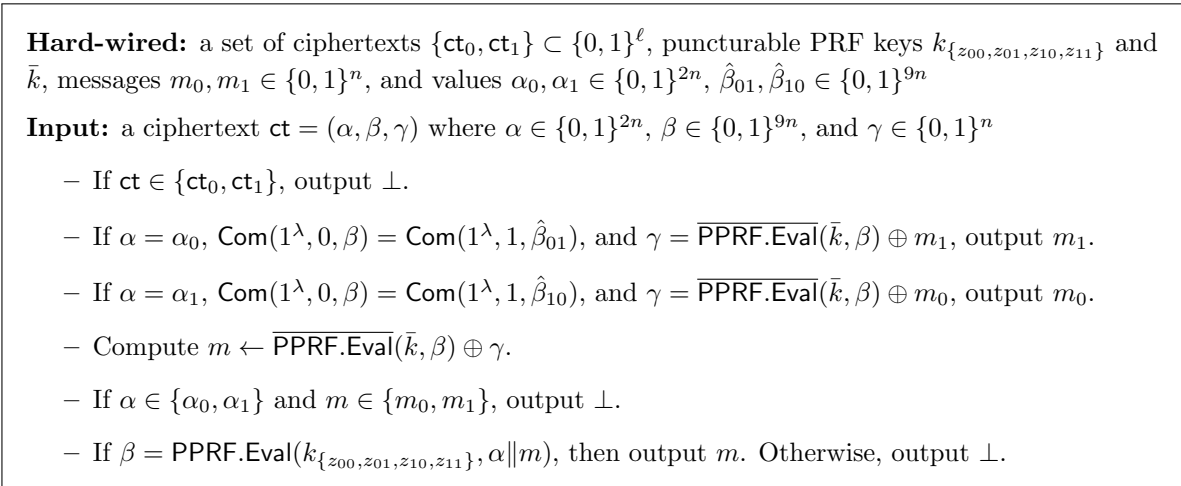 Hard-wired: a set of ciphertexts {ct₀, ct₁} ⊂ {0, 1}^ℓ, puncturable PRF keys k_{z₀₀,z₀₁,z₁₀,z₁₁} and
k̄, messages m₀, m₁ ∈ {0, 1}ⁿ, and values α₀, α₁ ∈ {0, 1}²ⁿ, β̂₀₁, β̂₁₀ ∈ {0, 1}⁹ⁿ
Input: a ciphertext ct = (α, β, γ) where α ∈ {0, 1}²ⁿ, β ∈ {0, 1}⁹ⁿ, and γ ∈ {0, 1}ⁿ
– If ct ∈ {ct₀, ct₁}, output ⊥.
– If α = α₀, Com(1^λ, 0, β) = Com(1^λ, 1, β̂₀₁), and γ = \overline{PPRF.Eval}(k̄, β) ⊕ m₁, output m₁.
– If α = α₁, Com(1^λ, 0, β) = Com(1^λ, 1, β̂₁₀), and γ = \overline{PPRF.Eval}(k̄, β) ⊕ m₀, output m₀.
– Compute m ← \overline{PPRF.Eval}(k̄, β) ⊕ γ.
– If α ∈ {α₀, α₁} and m ∈ {m₀, m₁}, output ⊥.
– If β = PPRF.Eval(k_{z₀₀,z₀₁,z₁₀,z₁₁}, α‖m), then output m. Otherwise, output ⊥.